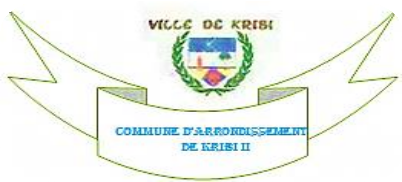 VILLE DE KRIBI
COMMUNE D'ARRONDISSEMENT
DE KRIBI II